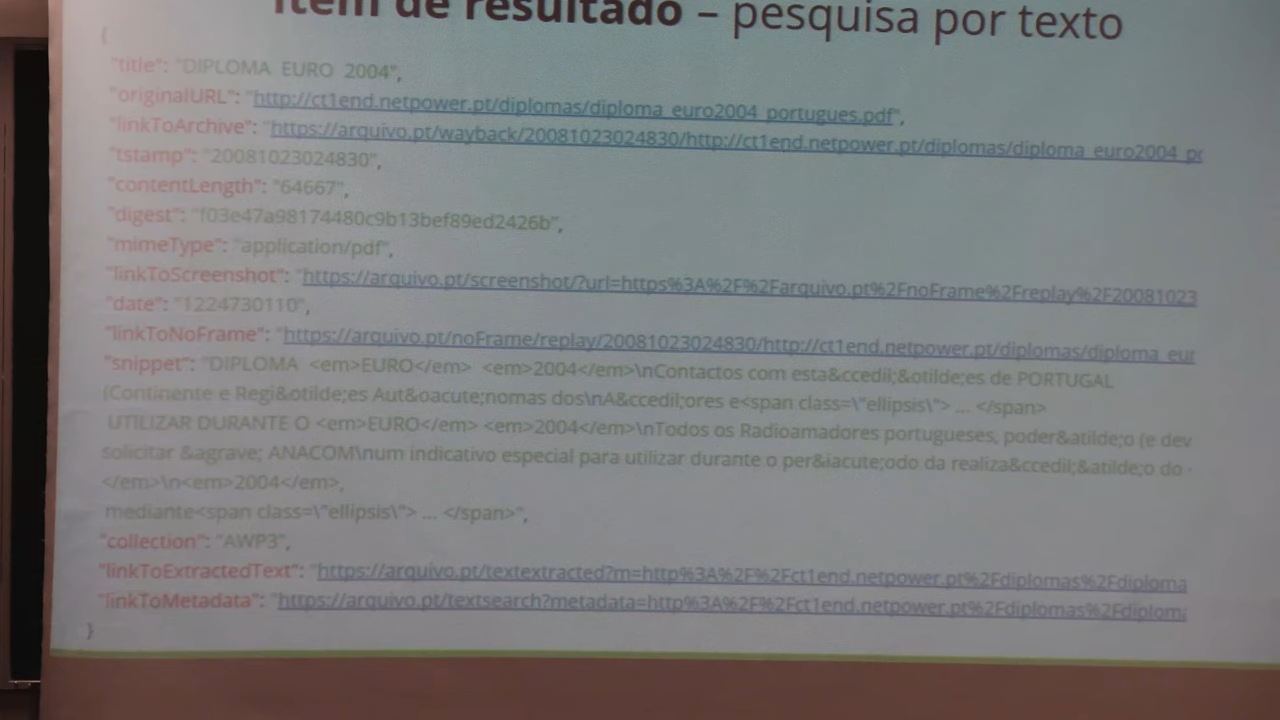 Item de resultado – pesquisa por texto
{
"title": "DIPLOMA EURO 2004",
"originalURL": "http://ct1end.netpower.pt/diplomas/diploma_euro2004_portugues.pdf",
"linkToArchive": "https://arquivo.pt/wayback/20081023024830/http://ct1end.netpower.pt/diplomas/diploma_euro2004_po
"tstamp": "20081023024830",
"contentLength": "64667",
"digest": "f03e47a98174480c9b13bef89ed2426b",
"mimeType": "application/pdf",
"linkToScreenshot": "https://arquivo.pt/screenshot/?url=https%3A%2F%2Farquivo.pt%2FnoFrame%2Freplay%2F20081023
"date": "1224730110",
"linkToNoFrame": "https://arquivo.pt/noFrame/replay/20081023024830/http://ct1end.netpower.pt/diplomas/diploma_eur
"snippet": "DIPLOMA <em>EURO</em> <em>2004</em>\nContactos com esta&ccedil;&otilde;es de PORTUGAL
(Continente e Regi&otilde;es Aut&oacute;nomas dos\nA&ccedil;ores e<span class=\"ellipsis\"> ... </span>
UTILIZAR DURANTE O <em>EURO</em> <em>2004</em>\nTodos os Radioamadores portugueses, poder&atilde;o (e dev
solicitar &agrave; ANACOM\num indicativo especial para utilizar durante o per&iacute;odo da realiza&ccedil;&atilde;o do
</em>\n<em>2004</em>,
mediante<span class=\"ellipsis\"> ... </span>",
"collection": "AWP3",
"linkToExtractedText": "https://arquivo.pt/textextracted?m=http%3A%2F%2Fct1end.netpower.pt%2Fdiplomas%2Fdiploma
"linkToMetadata": "https://arquivo.pt/textsearch?metadata=http%3A%2F%2Fct1end.netpower.pt%2Fdiplomas%2Fdiplom
}